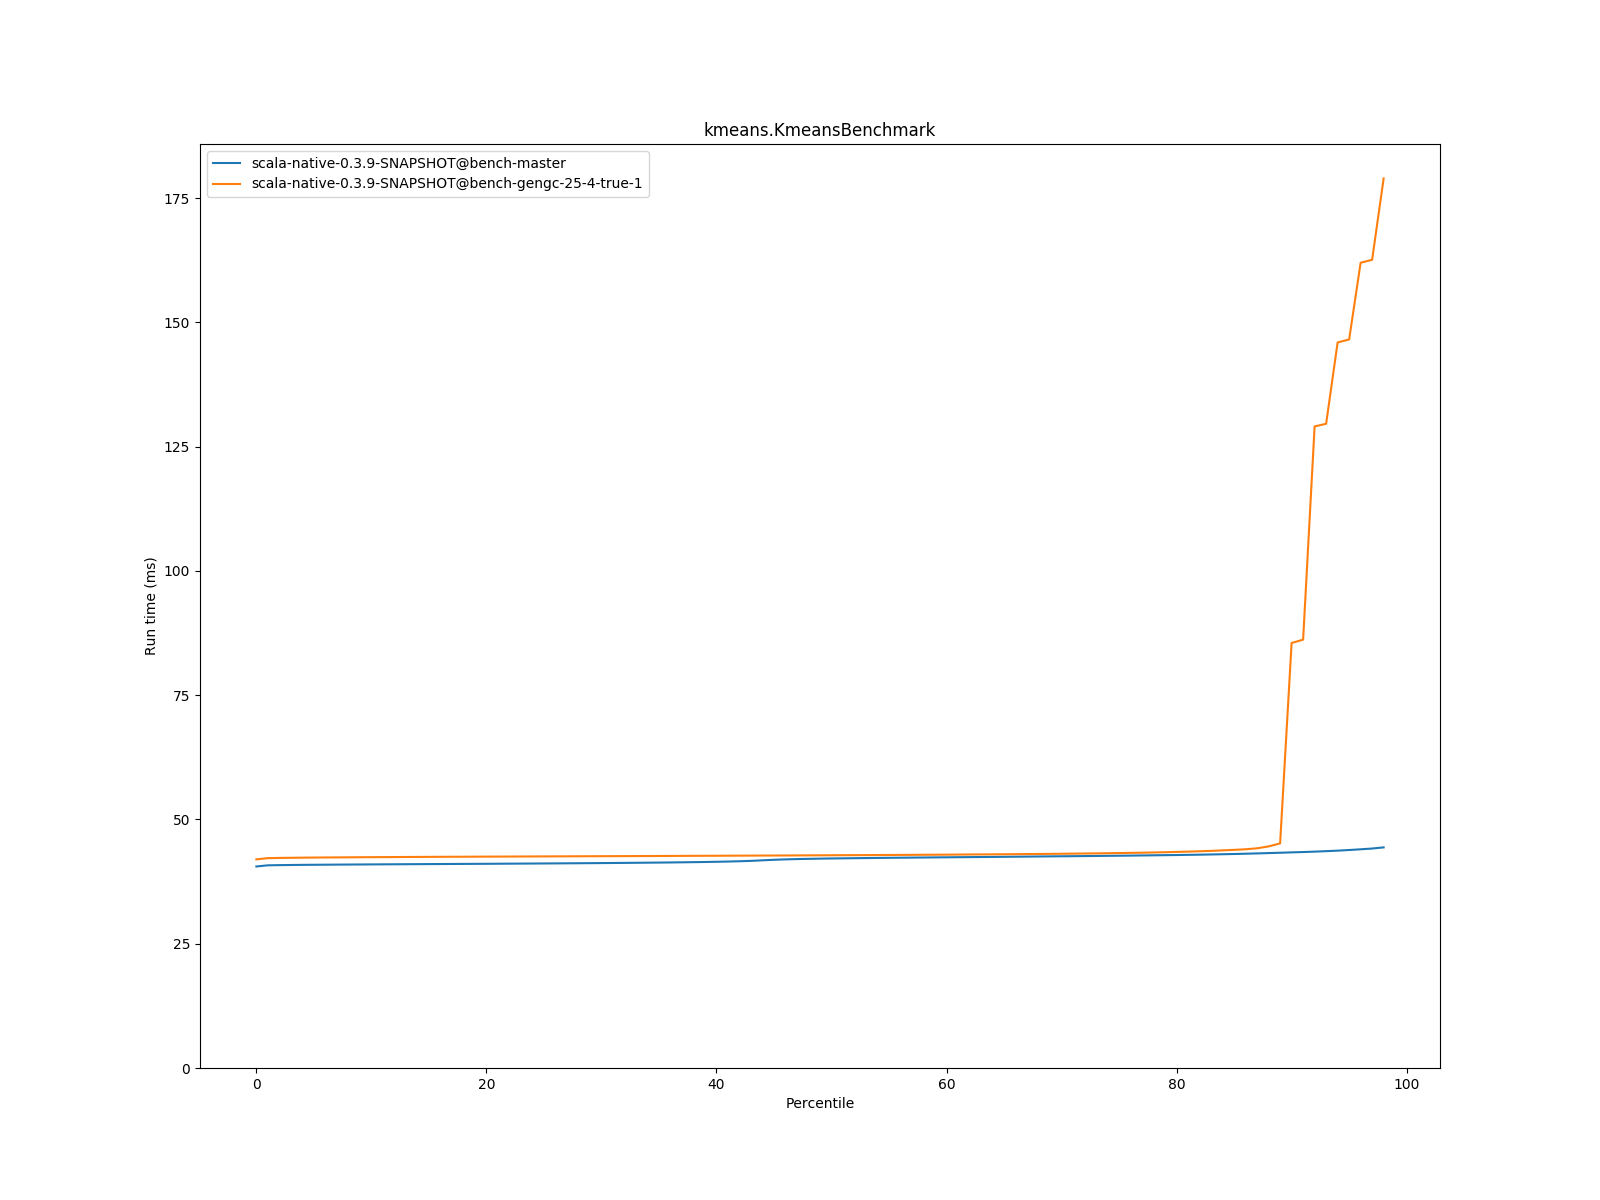 kmeans.KmeansBenchmark
scala-native-0.3.9-SNAPSHOT@bench-master
scala-native-0.3.9-SNAPSHOT@bench-gengc-25-4-true-1
175
150
125
100
75
50
25
0
Run time (ms)
0 20 40 60 80 100
Percentile